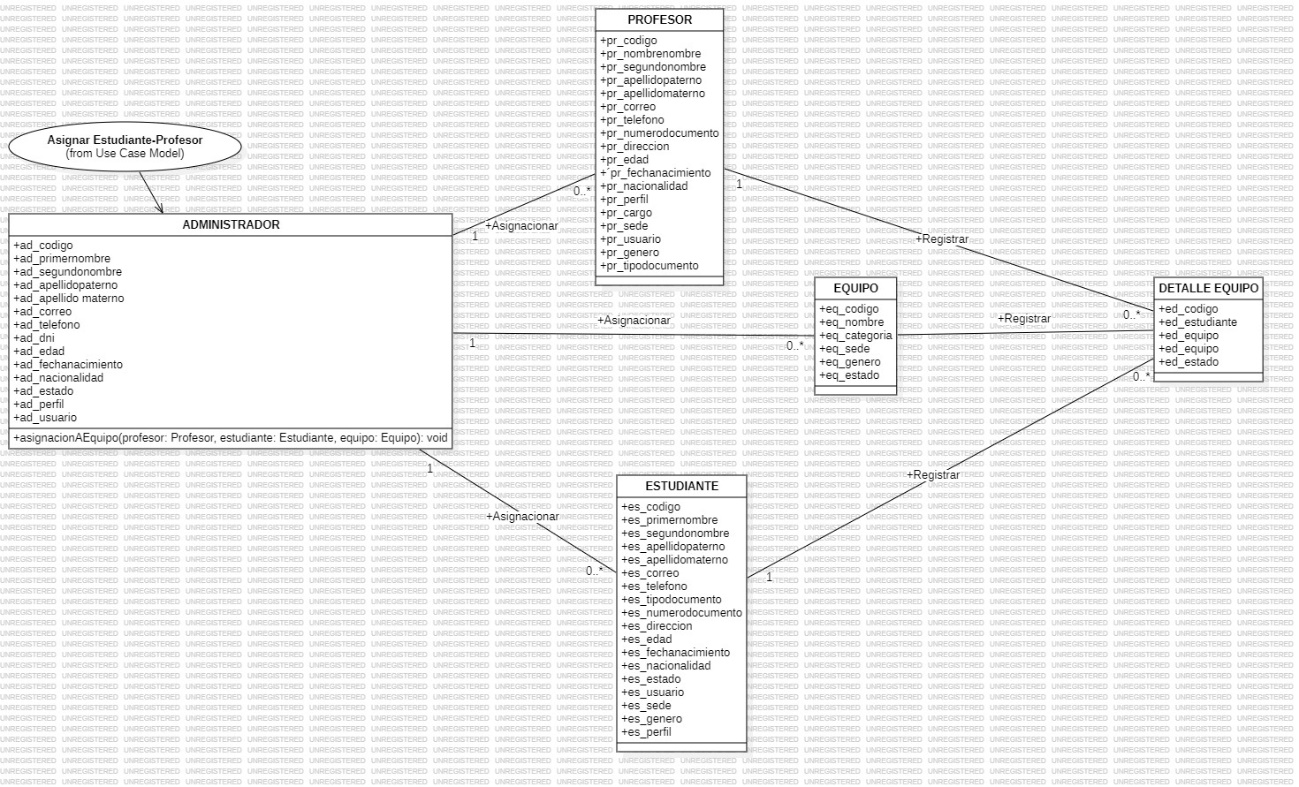 PROFESOR
+pr_codigo
+pr_nombrenombre
+pr_segundonombre
+pr_apellidopaterno
+pr_apellidomaterno
+pr_correo
+pr_telefono
+pr_numerodocumento
+pr_direccion
+pr_edad
+´pr_fechanacimiento
+pr_nacionalidad
+pr_perfil
+pr_cargo
+pr_sede
+pr_usuario
+pr_genero
+pr_tipodocumento
Asignar Estudiante-Profesor
(from Use Case Model)
ADMINISTRADOR
+ad_codigo
+ad_primernombre
+ad_segundonombre
+ad_apellidopaterno
+ad_apellido materno
+ad_correo
+ad_telefono
+ad_dni
+ad_edad
+ad_fechanacimiento
+ad_nacionalidad
+ad_estado
+ad_perfil
+ad_usuario
+asignacionAEquipo(profesor: Profesor, estudiante: Estudiante, equipo: Equipo): void
1
+Asignacionar
0..*
1
+Registrar
0..*
1
+Asignacionar
0..*
EQUIPO
+eq_codigo
+eq_nombre
+eq_categoria
+eq_sede
+eq_genero
+eq_estado
+Registrar
DETALLE EQUIPO
+ed_codigo
+ed_estudiante
+ed_equipo
+ed_equipo
+ed_estado
0..*
1
+Asignacionar
0..*
ESTUDIANTE
+es_codigo
+es_primernombre
+es_segundonombre
+es_apellidopaterno
+es_apellidomaterno
+es_correo
+es_telefono
+es_tipodocumento
+es_numerodocumento
+es_direccion
+es_edad
+es_fechanacimiento
+es_nacionalidad
+es_estado
+es_usuario
+es_sede
+es_genero
+es_perfil
1
+Registrar
UNREGISTERED